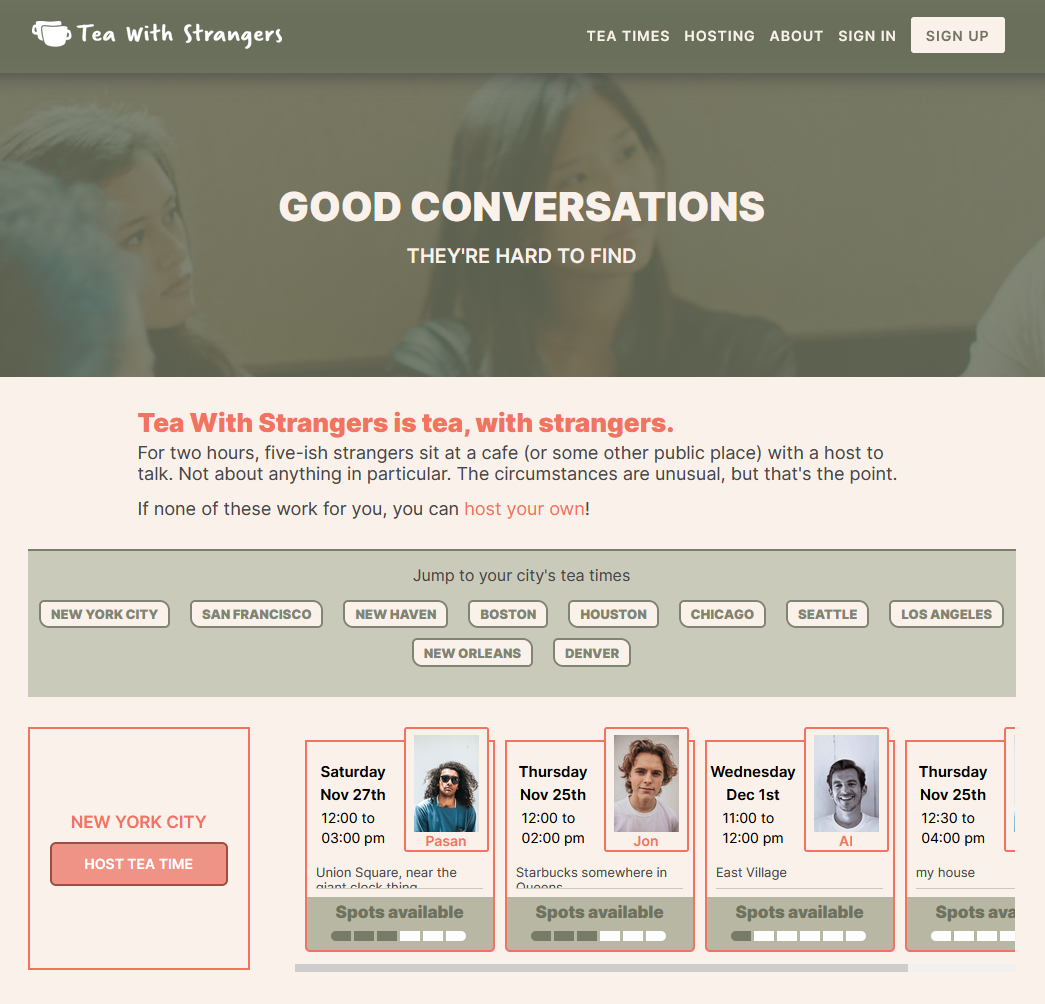 Tea With Strangers
TEA TIMES HOSTING ABOUT SIGN IN SIGN UP
GOOD CONVERSATIONS
THEY'RE HARD TO FIND
Tea With Strangers is tea, with strangers.
For two hours, five-ish strangers sit at a cafe (or some other public place) with a host to
talk. Not about anything in particular. The circumstances are unusual, but that's the point.
If none of these work for you, you can host your own!
Jump to your city's tea times
NEW YORK CITY SAN FRANCISCO NEW HAVEN BOSTON HOUSTON CHICAGO SEATTLE LOS ANGELES
NEW ORLEANS DENVER
NEW YORK CITY
HOST TEA TIME
Saturday
Nov 27th
12:00 to
03:00 pm
Pasan
Union Square, near the
giant clock thing
Spots available
Thursday
Nov 25th
12:00 to
02:00 pm
Jon
Starbucks somewhere in
Queens
Spots available
Wednesday
Dec 1st
11:00 to
12:00 pm
Al
East Village
Spots available
Thursday
Nov 25th
12:30 to
04:00 pm
my house
Spots ava